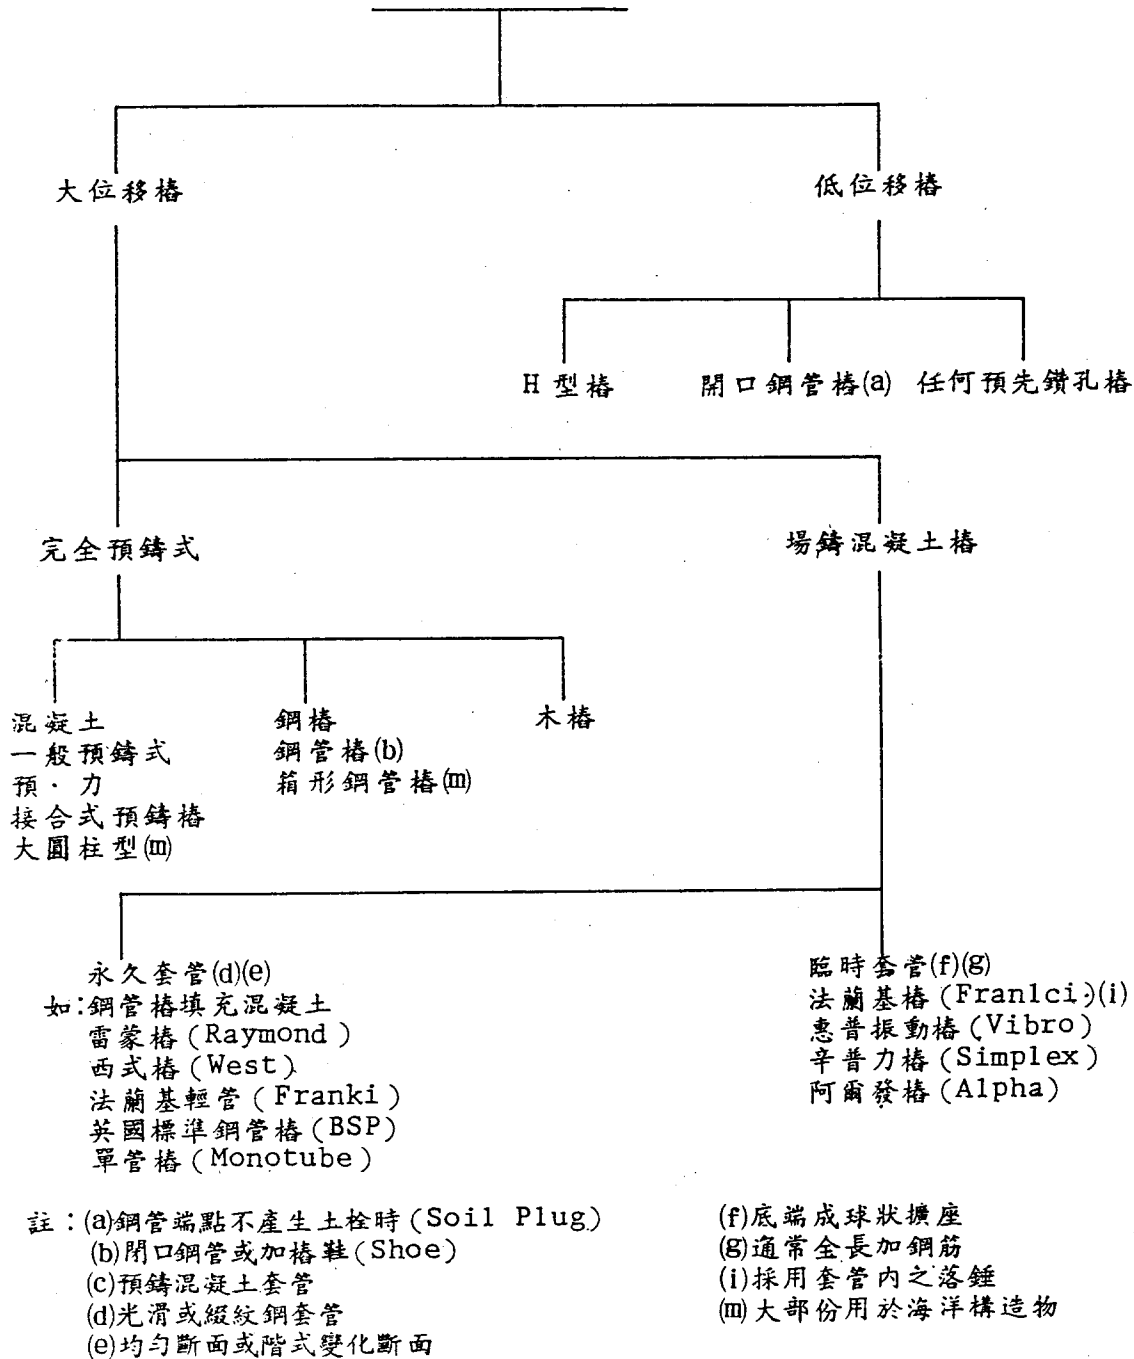 大位移樁
低位移樁
H型樁
開口鋼管樁(a)
任何預先鑽孔樁
完全預鑄式
場鑄混凝土樁
混凝土
一般預鑄式
預·力
接合式預鑄樁
大圓柱型(m)
鋼樁
鋼管樁(b)
箱形鋼管樁(m)
木樁
永久套管(d)(e)
如:鋼管樁填充混凝土
雷蒙樁(Raymond)
西式樁(West)
法蘭基輕管(Franki)
英國標準鋼管樁(BSP)
單管樁(Monotube)
臨時套管(f)(g)
法蘭基樁(Fran1ci)(i)
惠普振動樁(Vibro)
辛普力樁(Simplex)
阿爾發樁(Alpha)
註:(a)鋼管端點不產生土栓時(Soil Plug)
(b)閉口鋼管或加樁鞋(Shoe)
(c)預鑄混凝土套管
(d)光滑或綴紋鋼套管
(e)均勻斷面或階式變化斷面
(f)底端成球狀擴座
(g)通常全長加鋼筋
(i)採用套管內之落錘
(m)大部份用於海洋構造物